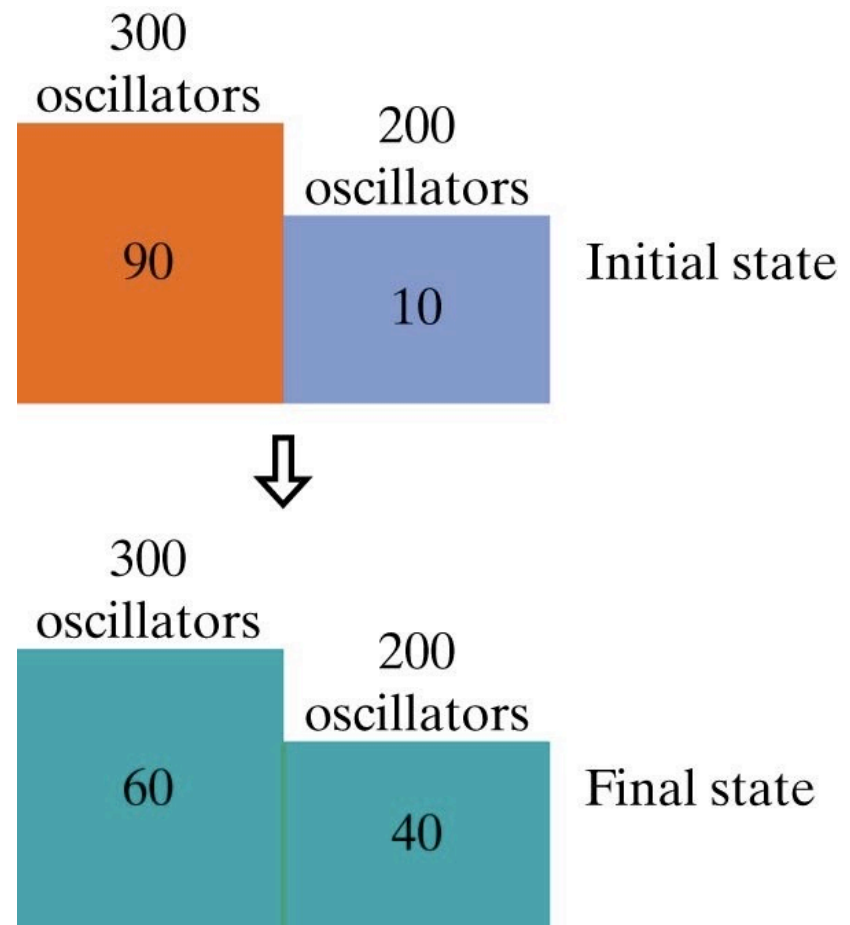 300
oscillators
200
oscillators
90
10
Initial state
300
oscillators
200
oscillators
60
40
Final state